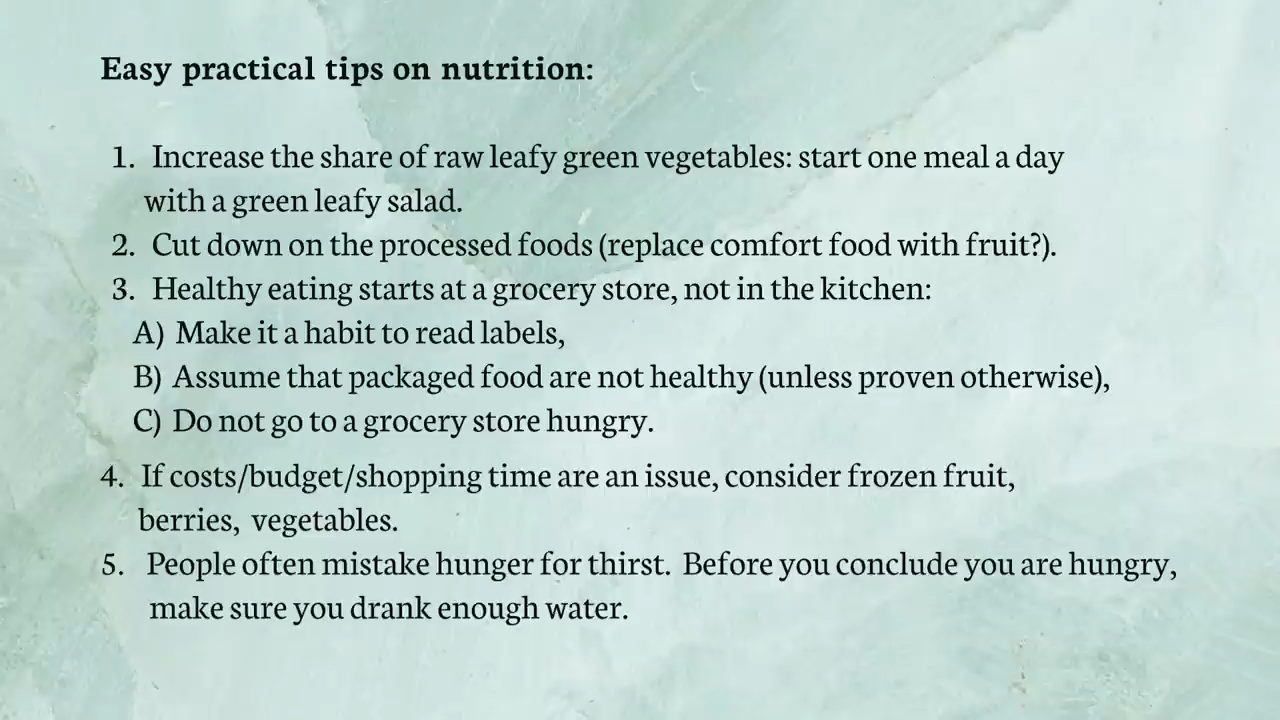 Easy practical tips on nutrition:
1. Increase the share of raw leafy green vegetables: start one meal a day
with a green leafy salad.
2. Cut down on the processed foods (replace comfort food with fruit?).
3. Healthy eating starts at a grocery store, not in the kitchen:
A) Make it a habit to read labels,
B) Assume that packaged food are not healthy (unless proven otherwise),
C) Do not go to a grocery store hungry.
4. If costs/budget/shopping time are an issue, consider frozen fruit,
berries, vegetables.
5. People often mistake hunger for thirst. Before you conclude you are hungry,
make sure you drank enough water.